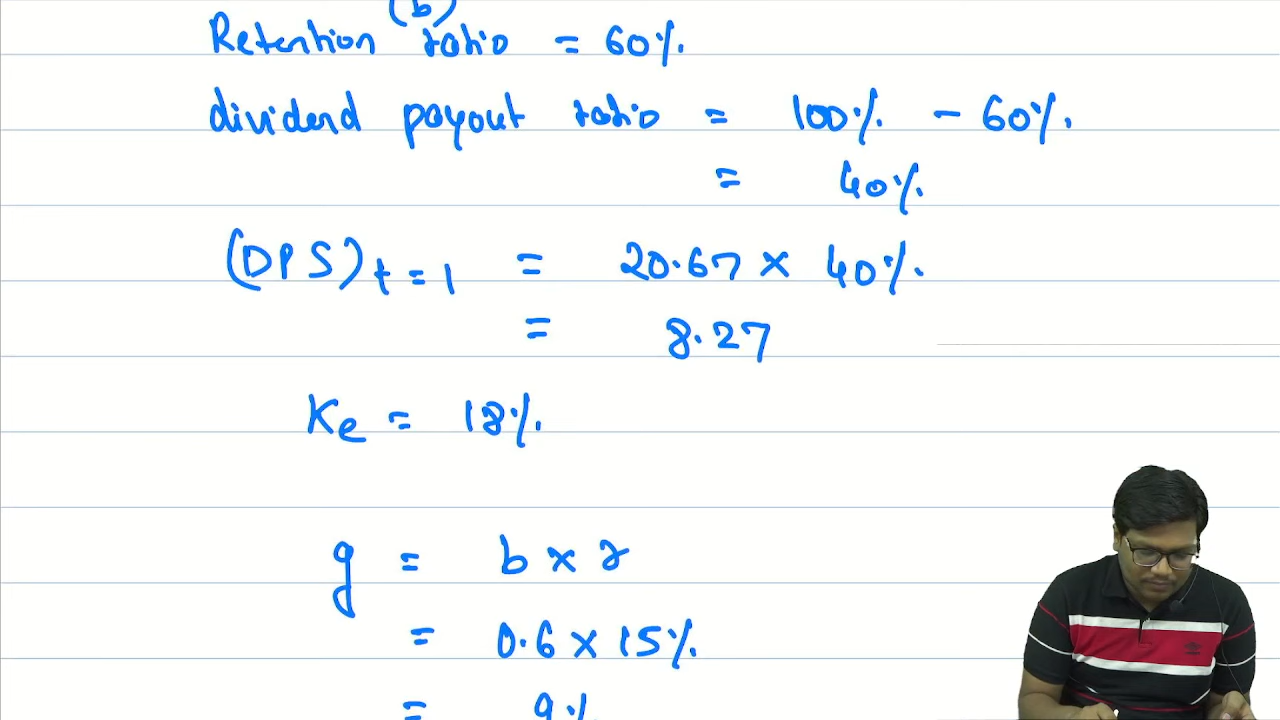 (b)
Retention ratio = 60%
dividend payout ratio = 100% - 60%.
= 40%
(DPS)t=1 = 20.67 × 40%.
= 8.27
Ke = 18%.
g = b × r
= 0.6 × 15%.
= 9%